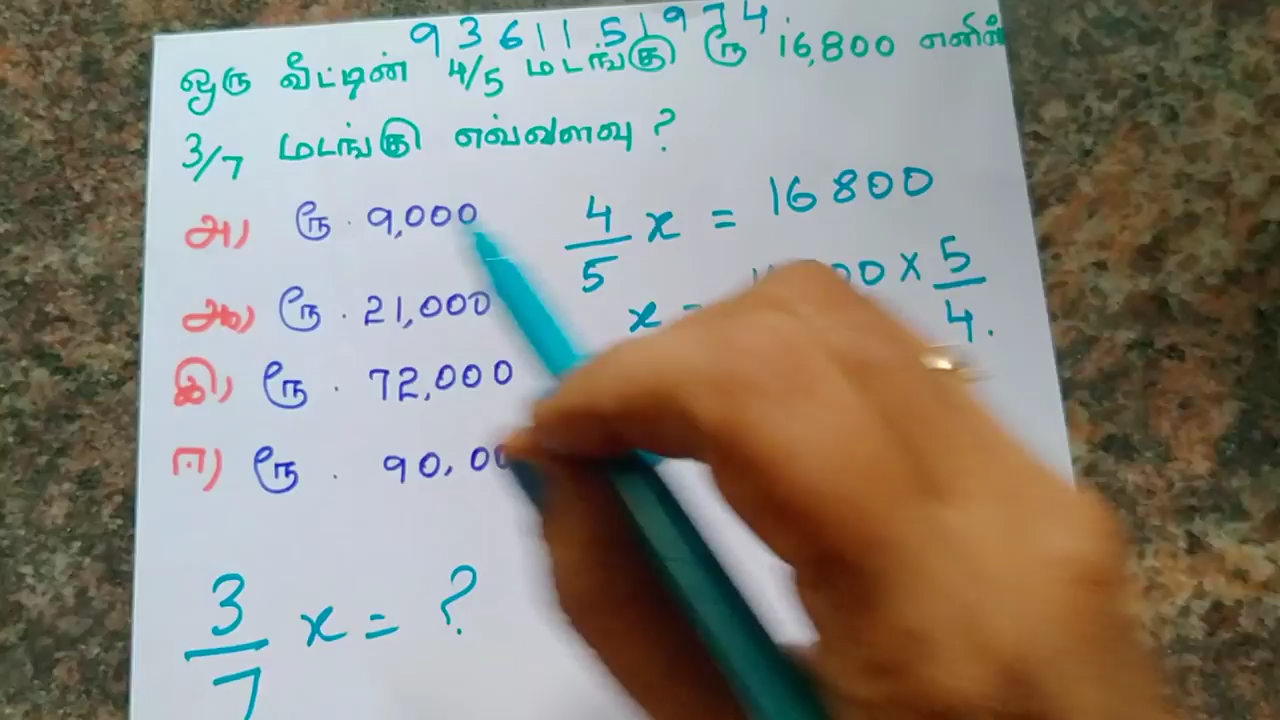 9361151974
ஒரு வீட்டின் 4/5 மடங்கு ரூ 16,800 எனில்
3/7 மடங்கு எவ்வளவு ?
அ) ரூ. 9,000
ஆ) ரூ. 21,000
இ) ரூ. 72,000
ஈ) ரூ. 90,00
4/5 x = 16800
x = 00 × 5/4.
3/7 x = ?